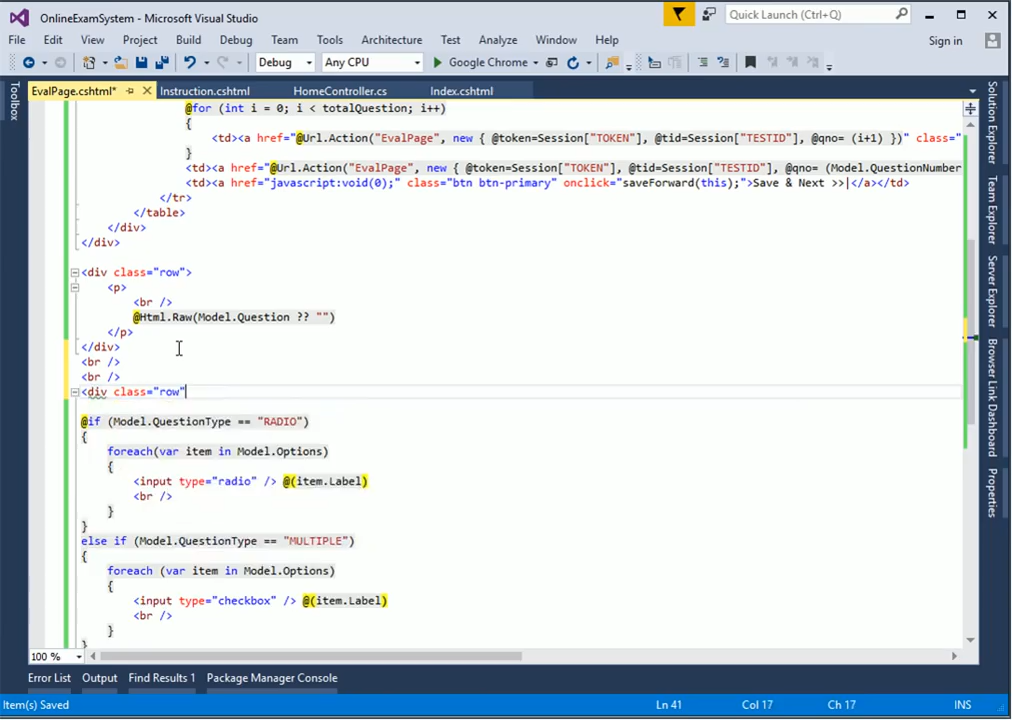 OnlineExamSystem - Microsoft Visual Studio
Quick Launch (Ctrl+Q)
File Edit View Project Build Debug Team Tools Architecture Test Analyze Window Help
Sign in
Debug Any CPU Google Chrome
EvalPage.cshtml* Instruction.cshtml HomeController.cs Index.cshtml
Toolbox
@for (int i = 0; i < totalQuestion; i++)
{
<td><a href="@Url.Action("EvalPage", new { @token=Session["TOKEN"], @tid=Session["TESTID"], @qno= (i+1) })" class="
}
<td><a href="@Url.Action("EvalPage", new { @token=Session["TOKEN"], @tid=Session["TESTID"], @qno= (Model.QuestionNumber
<td><a href="javascript:void(0);" class="btn btn-primary" onclick="saveForward(this);">Save & Next >>|</a></td>
</tr>
</table>
</div>
</div>
<div class="row">
<p>
<br />
@Html.Raw(Model.Question ?? "")
</p>
</div>
<br />
<br />
<div class="row"
@if (Model.QuestionType == "RADIO")
{
foreach(var item in Model.Options)
{
<input type="radio" /> @(item.Label)
<br />
}
}
else if (Model.QuestionType == "MULTIPLE")
{
foreach (var item in Model.Options)
{
<input type="checkbox" /> @(item.Label)
<br />
}
}
Solution Explorer
Team Explorer
Server Explorer
Browser Link Dashboard
Properties
100 %
Error List Output Find Results 1 Package Manager Console
Item(s) Saved Ln 41 Col 17 Ch 17 INS